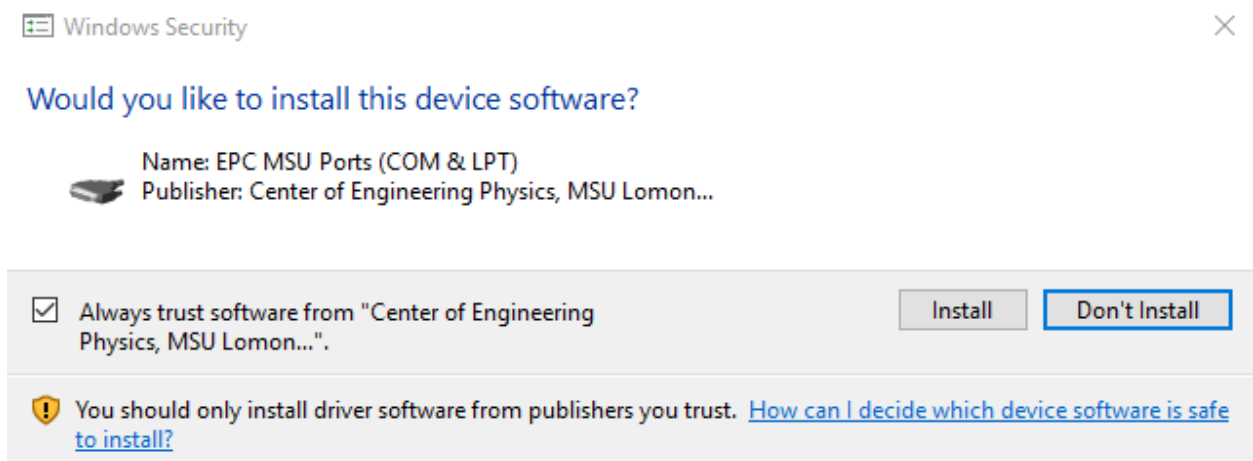 Windows Security
Would you like to install this device software?
Name: EPC MSU Ports (COM & LPT)
Publisher: Center of Engineering Physics, MSU Lomon...
Always trust software from "Center of Engineering
Physics, MSU Lomon...".
Install
Don't Install
You should only install driver software from publishers you trust. How can I decide which device software is safe
to install?